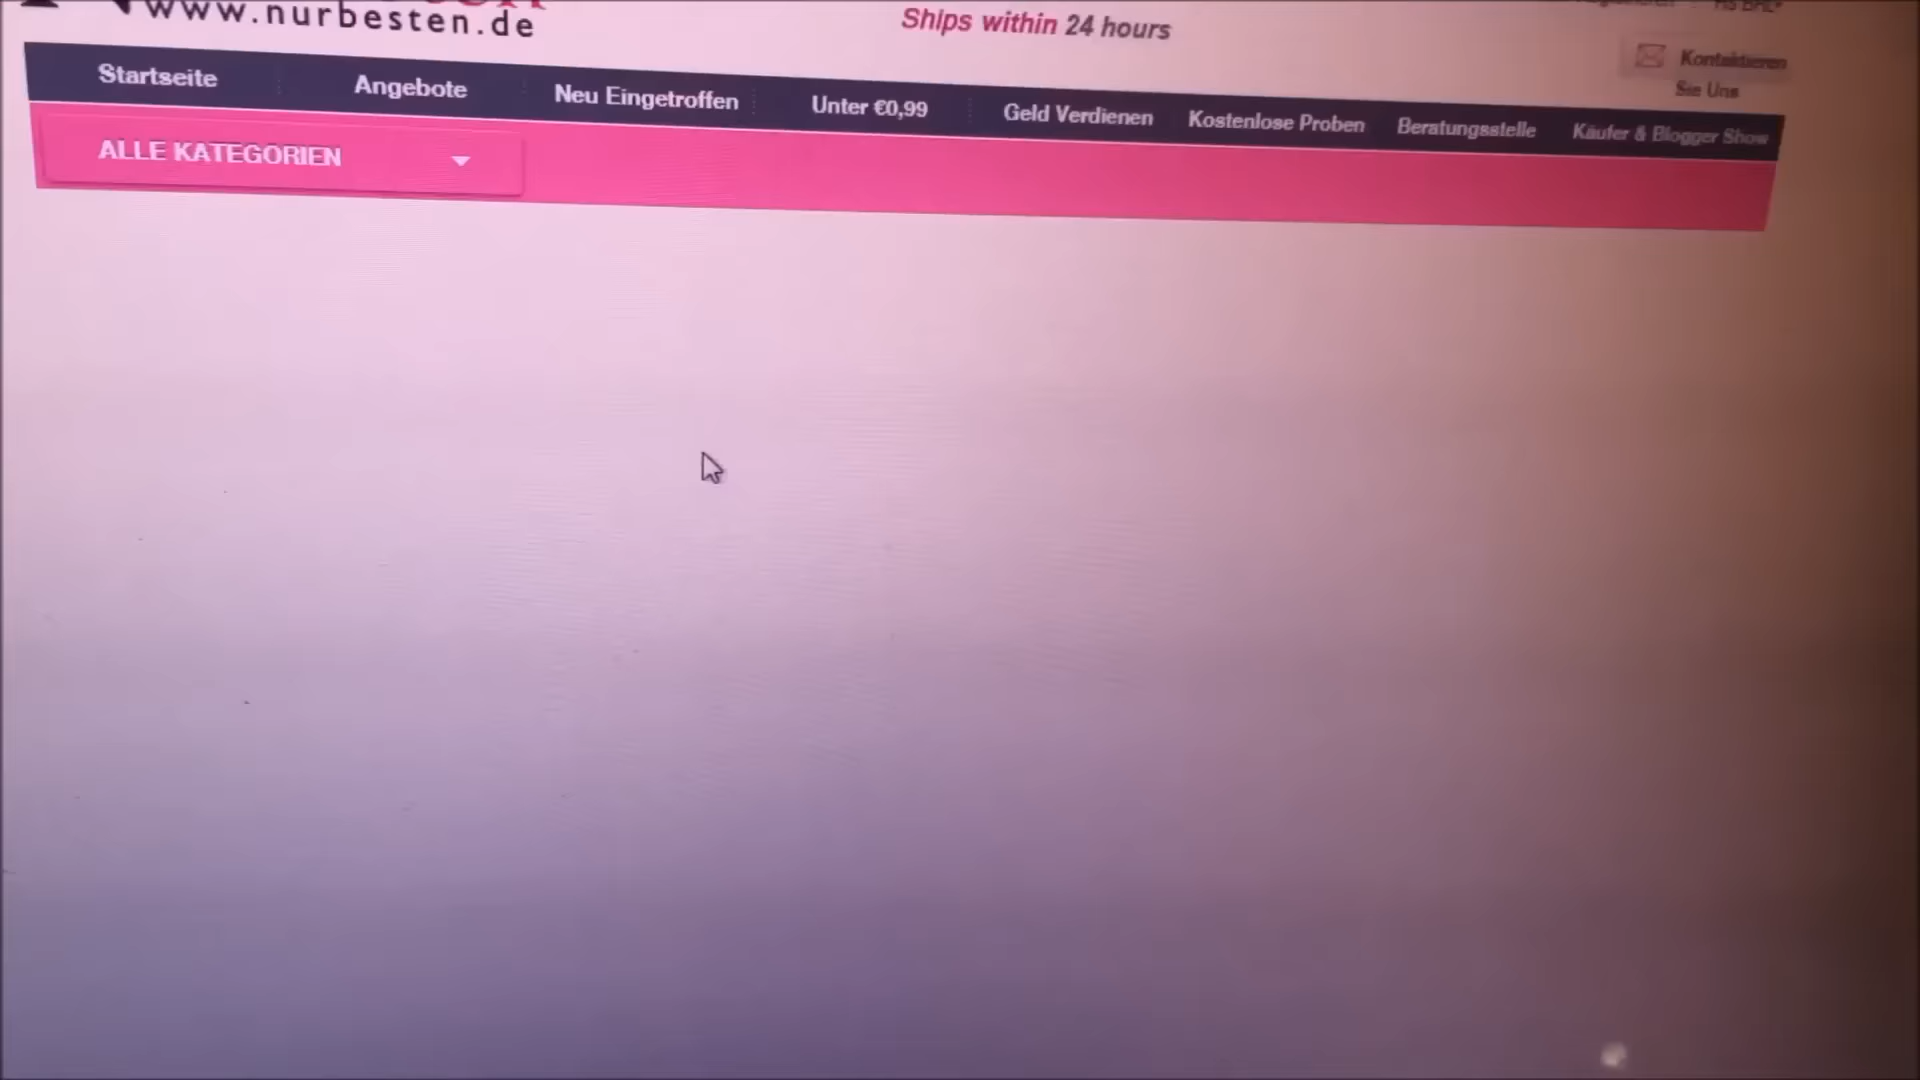 www.nurbesten.de
Ships within 24 hours
Kontaktieren
Sie Uns
Startseite
Angebote
Neu Eingetroffen
Unter €0,99
Geld Verdienen
Kostenlose Proben
Beratungsstelle
Käufer & Blogger Show
ALLE KATEGORIEN